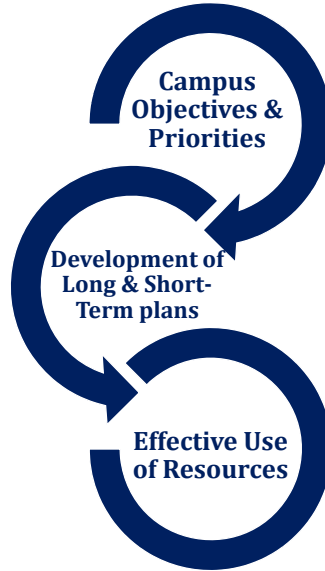 Campus
Objectives &
Priorities
Development of
Long & Short-
Term plans
Effective Use
of Resources